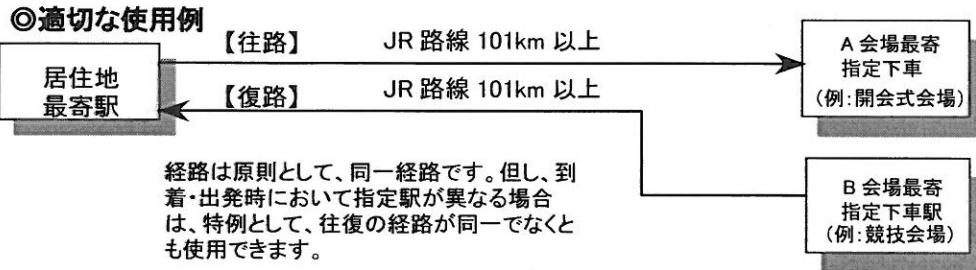 ◎適切な使用例
【往路】 JR 路線 101km 以上
居住地
最寄駅
A 会場最寄
指定下車
(例：開会式会場)
【復路】 JR 路線 101km 以上
経路は原則として、同一経路です。但し、到
着・出発時において指定駅が異なる場合
は、特例として、往復の経路が同一でなくと
も使用できます。
B 会場最寄
指定下車駅
(例：競技会場)